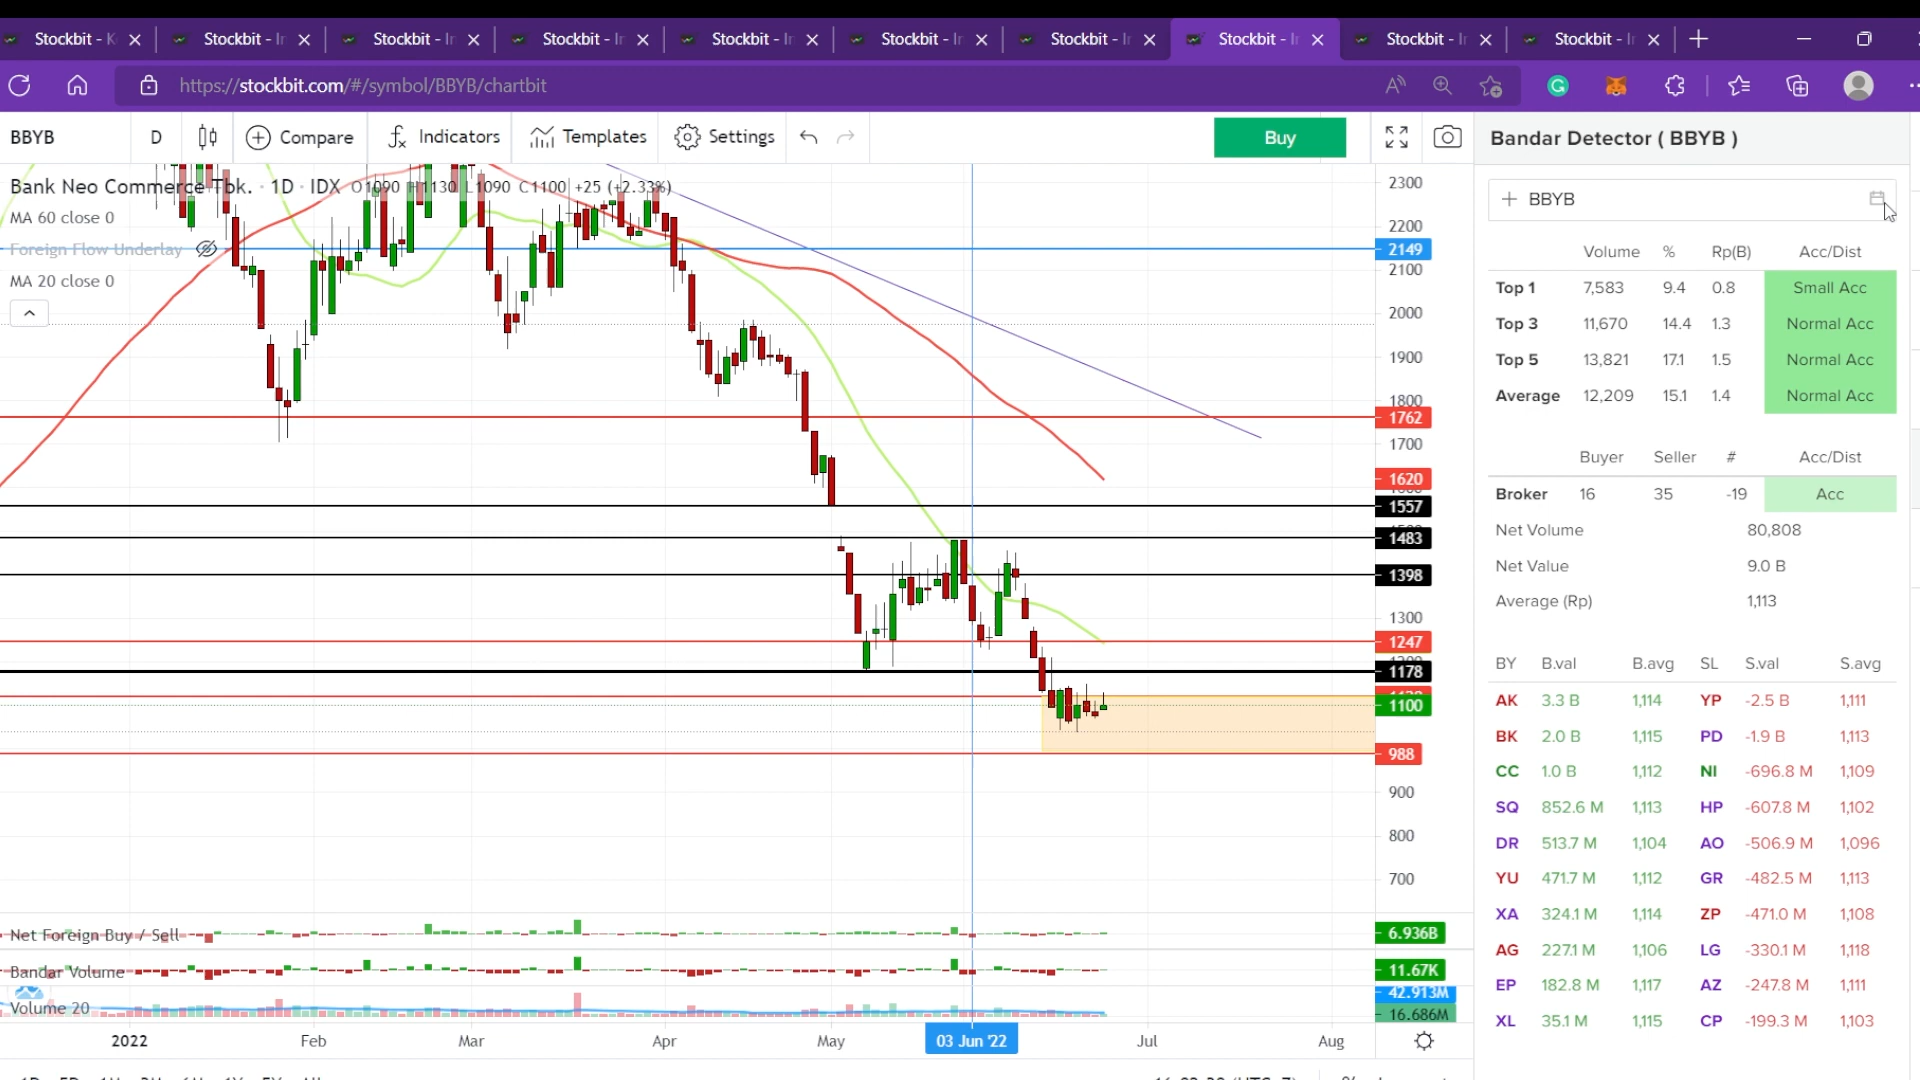 Stockbit - K Stockbit - I Stockbit - I Stockbit - I Stockbit - I Stockbit - I Stockbit - I Stockbit - I Stockbit - I Stockbit - I
https://stockbit.com/#/symbol/BBYB/chartbit
BBYB D Compare Indicators Templates Settings Buy
Bank Neo Commerce Tbk. · 1D · IDX O1090 H1130 L1090 C1100 +25 (+2.33%)
MA 60 close 0
Foreign Flow Underlay
MA 20 close 0
2300
2200
2149
2100
2000
1900
1800
1762
1700
1620
1557
1483
1398
1300
1247
1178
1100
988
900
800
700
Net Foreign Buy / Sell 6.936B
Bandar Volume 11.67K
42.913M
Volume 20 16.686M
2022 Feb Mar Apr May 03 Jun '22 Jul Aug
Bandar Detector ( BBYB )
BBYB
Volume % Rp(B) Acc/Dist
Top 1 7,583 9.4 0.8 Small Acc
Top 3 11,670 14.4 1.3 Normal Acc
Top 5 13,821 17.1 1.5 Normal Acc
Average 12,209 15.1 1.4 Normal Acc
Buyer Seller # Acc/Dist
Broker 16 35 -19 Acc
Net Volume 80,808
Net Value 9.0 B
Average (Rp) 1,113
BY B.val B.avg SL S.val S.avg
AK 3.3 B 1,114 YP -2.5 B 1,111
BK 2.0 B 1,115 PD -1.9 B 1,113
CC 1.0 B 1,112 NI -696.8 M 1,109
SQ 852.6 M 1,113 HP -607.8 M 1,102
DR 513.7 M 1,104 AO -506.9 M 1,096
YU 471.7 M 1,112 GR -482.5 M 1,113
XA 324.1 M 1,114 ZP -471.0 M 1,108
AG 227.1 M 1,106 LG -330.1 M 1,118
EP 182.8 M 1,117 AZ -247.8 M 1,111
XL 35.1 M 1,115 CP -199.3 M 1,103